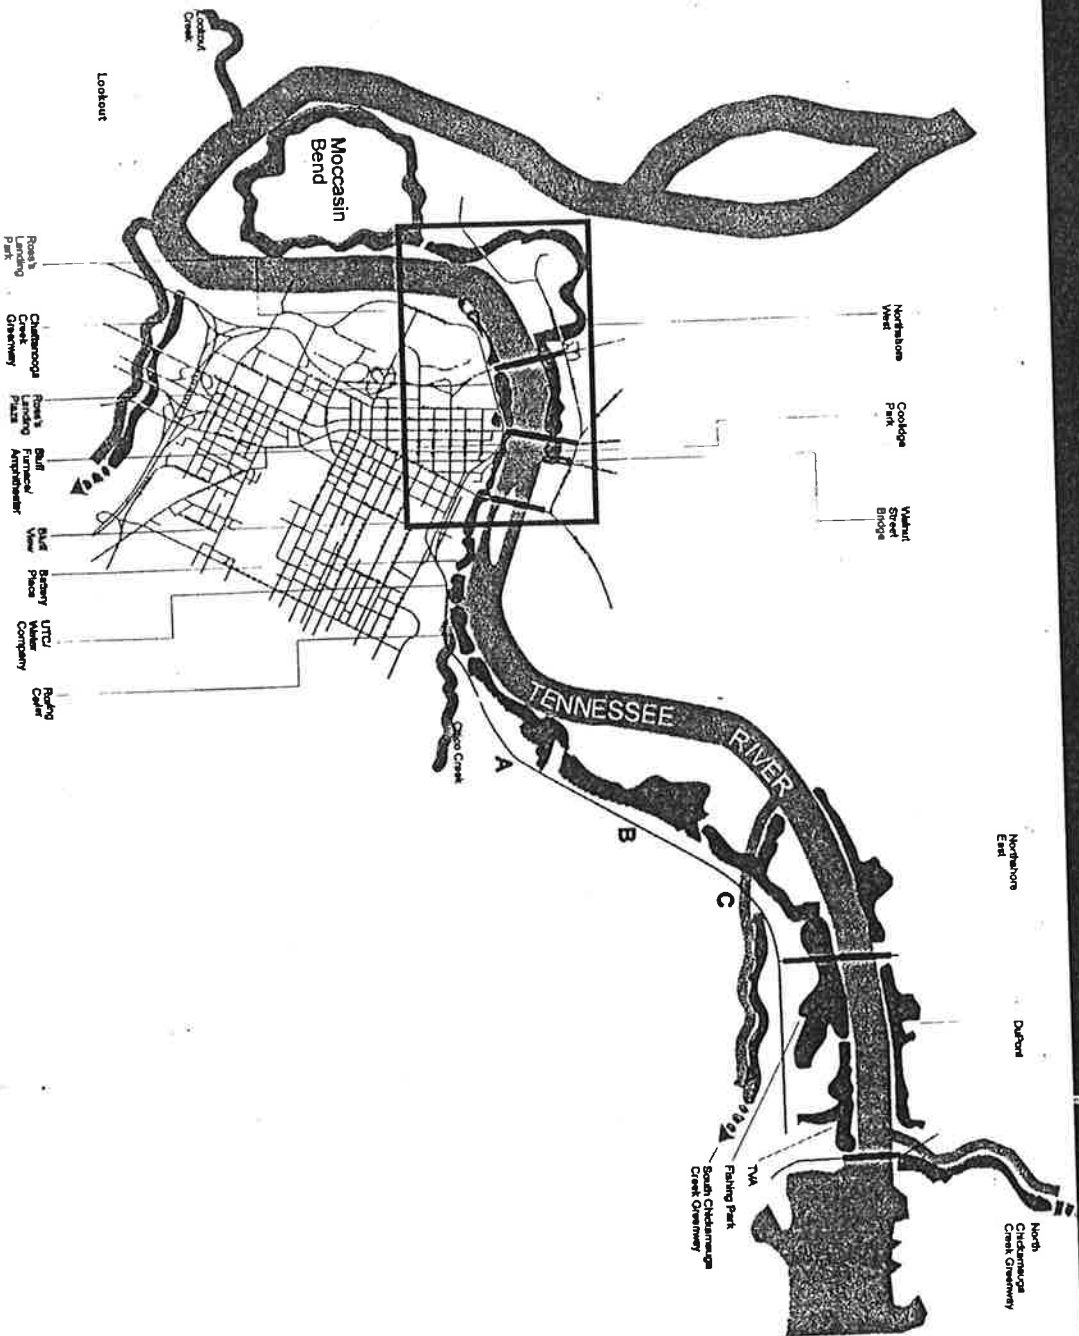 Lookout
Creek
Lookout
Moccasin
Bend
Ross's
Landing
Park
Chattanooga
Creek
Greenway
Ross's
Landing
Plaza
Bluff
Furnace/
Amphitheater
Bluff
View
Battery
Place
UTC/
Water
Company
Rowing
Center
Northshore
West
Coolidge
Park
Walnut
Street
Bridge
TENNESSEE
RIVER
Citico Creek
A
B
C
Northshore
East
DuPont
TVA
Fishing Park
South Chickamauga
Creek Greenway
North
Chickamauga
Creek Greenway